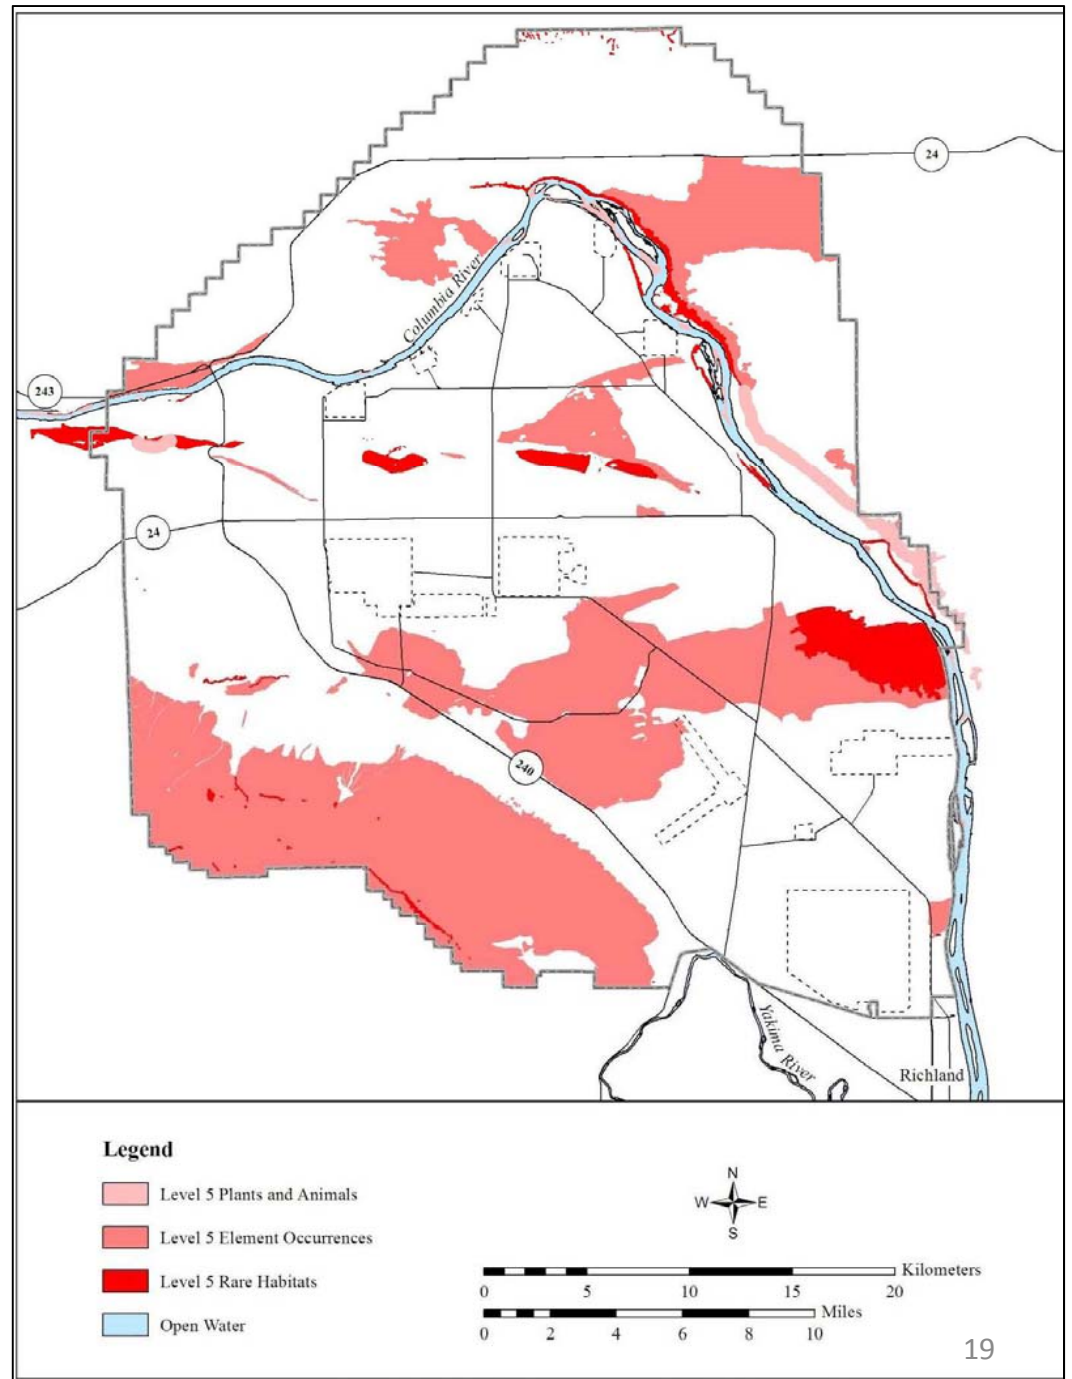 24
Columbia River
243
24
240
Yakima River
Richland
Legend
Level 5 Plants and Animals
Level 5 Element Occurrences
Level 5 Rare Habitats
Open Water
N
W E
S
Kilometers
0 5 10 15 20
Miles
0 2 4 6 8 10
19